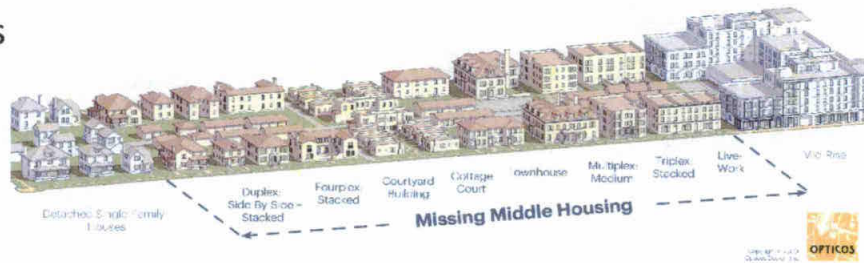 S
Detached Single Family
Houses
Duplex:
Side By Side +
Stacked
Fourplex:
Stacked
Courtyard
Building
Cottage
Court
Townhouse
Multiplex:
Medium
Triplex:
Stacked
Live-
Work
Mid Rise
Missing Middle Housing
OPTICOS